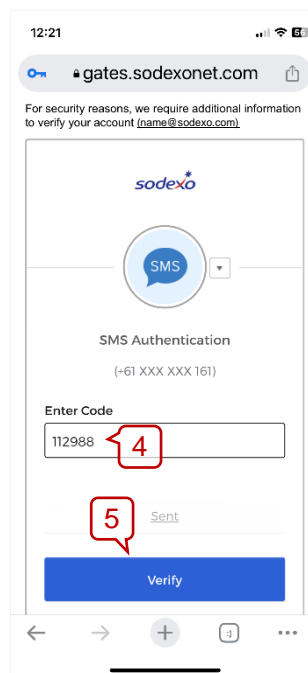 12:21
56
gates.sodexonet.com
For security reasons, we require additional information
to verify your account (name@sodexo.com)
sodexo
SMS
SMS Authentication
(+61 XXX XXX 161)
Enter Code
112988
4
5
Sent
Verify
:)